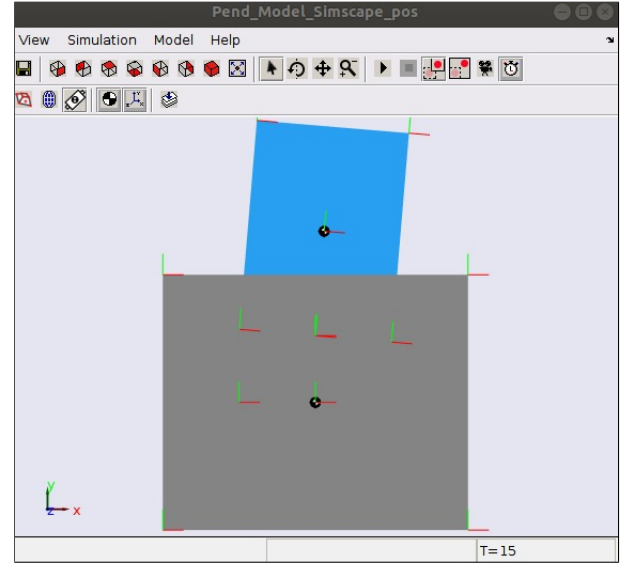 Pend_Model_Simscape_pos
View Simulation Model Help
y
z x
T=15